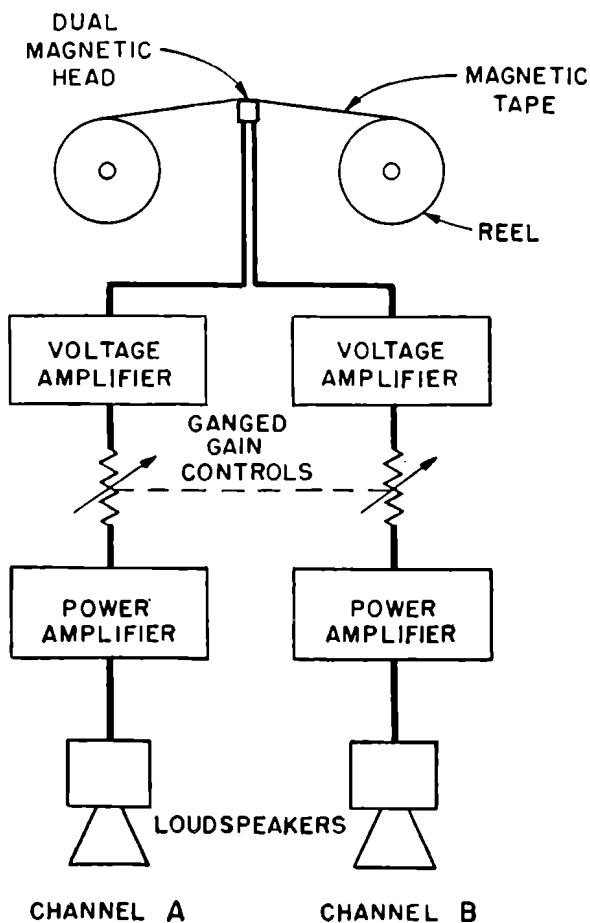 DUAL
MAGNETIC
HEAD
MAGNETIC
TAPE
REEL
VOLTAGE
AMPLIFIER
VOLTAGE
AMPLIFIER
GANGED
GAIN
CONTROLS
POWER
AMPLIFIER
POWER
AMPLIFIER
LOUDSPEAKERS
CHANNEL A
CHANNEL B